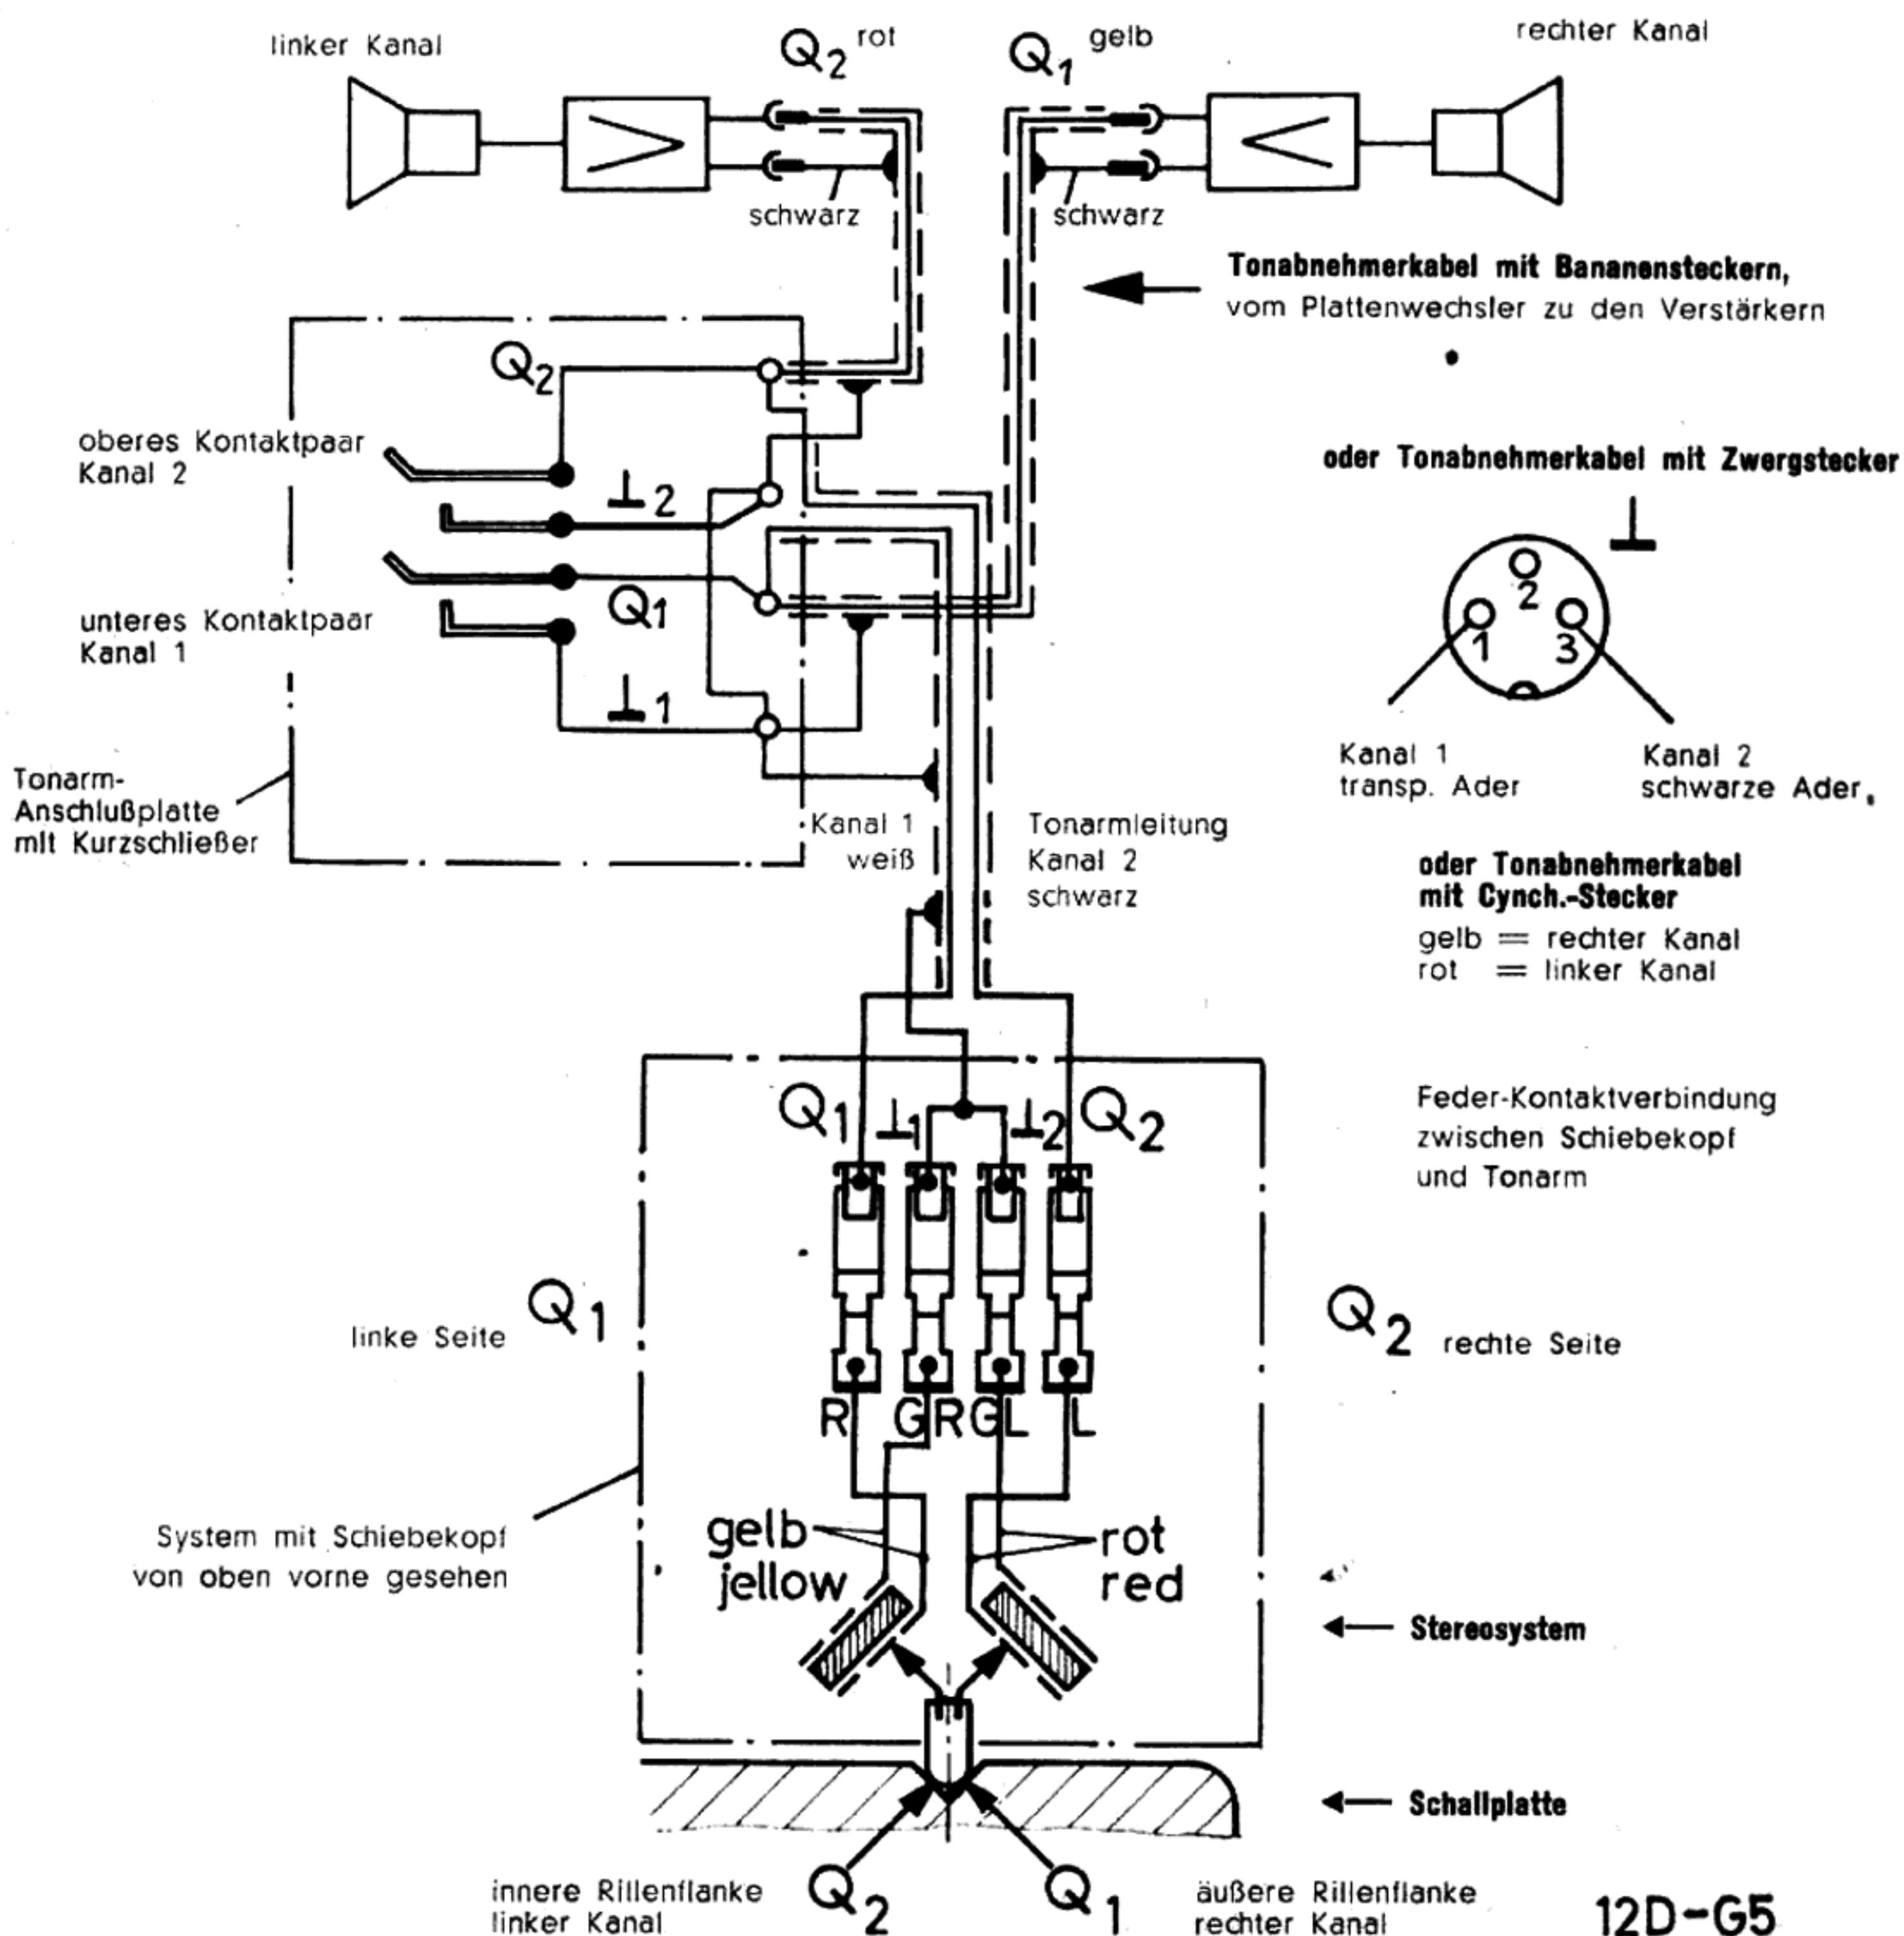 linker Kanal
Q2 rot
Q1 gelb
rechter Kanal
schwarz
schwarz
Tonabnehmerkabel mit Bananensteckern,
vom Plattenwechsler zu den Verstärkern
Q2
oberes Kontaktpaar
Kanal 2
2
oder Tonabnehmerkabel mit Zwergstecker
2
1 3
Q1
unteres Kontaktpaar
Kanal 1
1
Kanal 1
transp. Ader
Kanal 2
schwarze Ader.
Tonarm-
Anschlußplatte
mit Kurzschließer
Kanal 1
weiß
Tonarmleitung
Kanal 2
schwarz
oder Tonabnehmerkabel
mit Cynch.-Stecker
gelb = rechter Kanal
rot = linker Kanal
Q1 1 2 Q2
Feder-Kontaktverbindung
zwischen Schiebekopf
und Tonarm
linke Seite Q1
Q2 rechte Seite
R GR GL L
System mit Schiebekopf
von oben vorne gesehen
gelb
jellow
rot
red
Stereosystem
Schallplatte
innere Rillenflanke
linker Kanal
Q2
Q1
äußere Rillenflanke
rechter Kanal
12D-G5